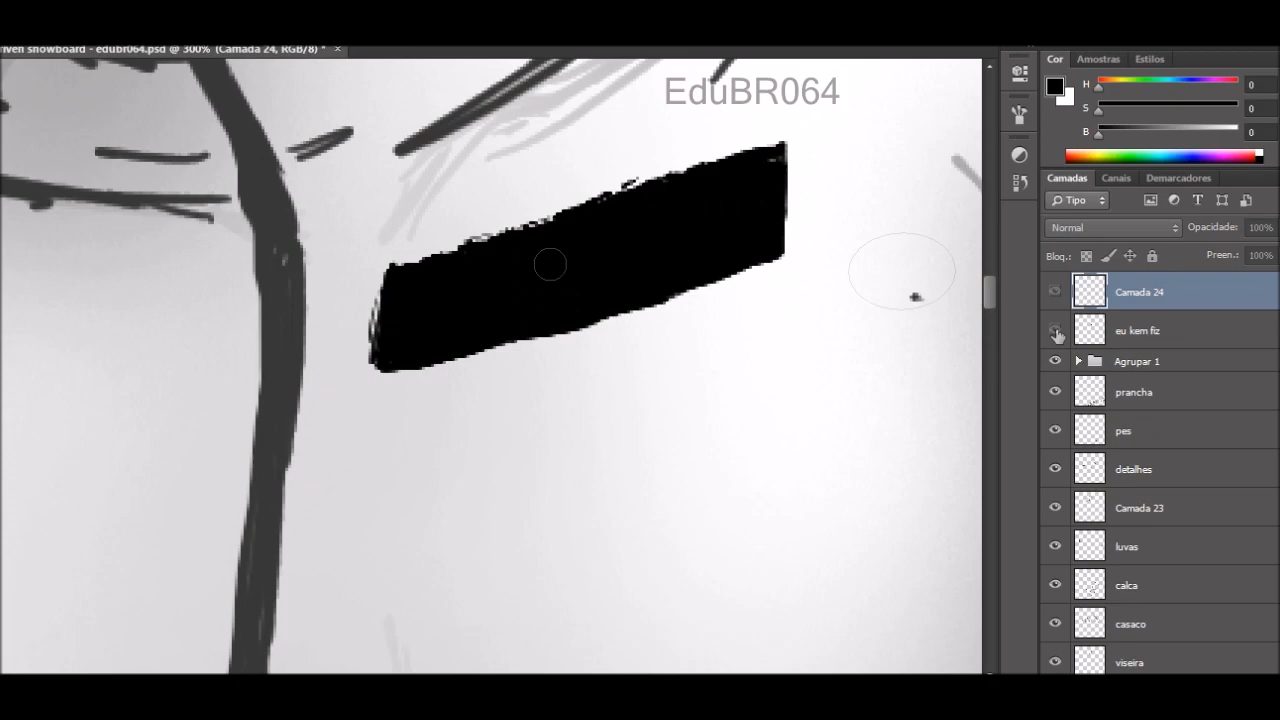 riven snowboard - edubr064.psd @ 300% (Camada 24, RGB/8) * ×
EduBR064
Cor Amostras Estilos
H 0
S 0
B 0
Camadas Canais Demarcadores
Tipo
Normal Opacidade: 100%
Bloq.: Preen.: 100%
Camada 24
eu kem fiz
Agrupar 1
prancha
pes
detalhes
Camada 23
luvas
calca
casaco
viseira